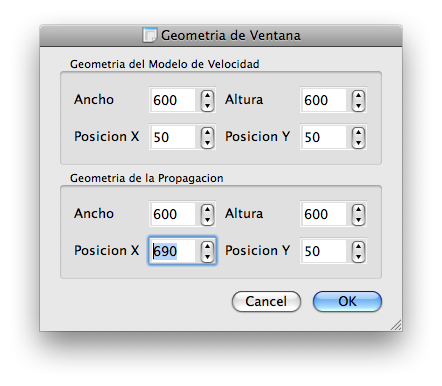 Geometria de Ventana
Geometria del Modelo de Velocidad
Ancho 600 Altura 600
Posicion X 50 Posicion Y 50
Geometria de la Propagacion
Ancho 600 Altura 600
Posicion X 690 Posicion Y 50
Cancel OK